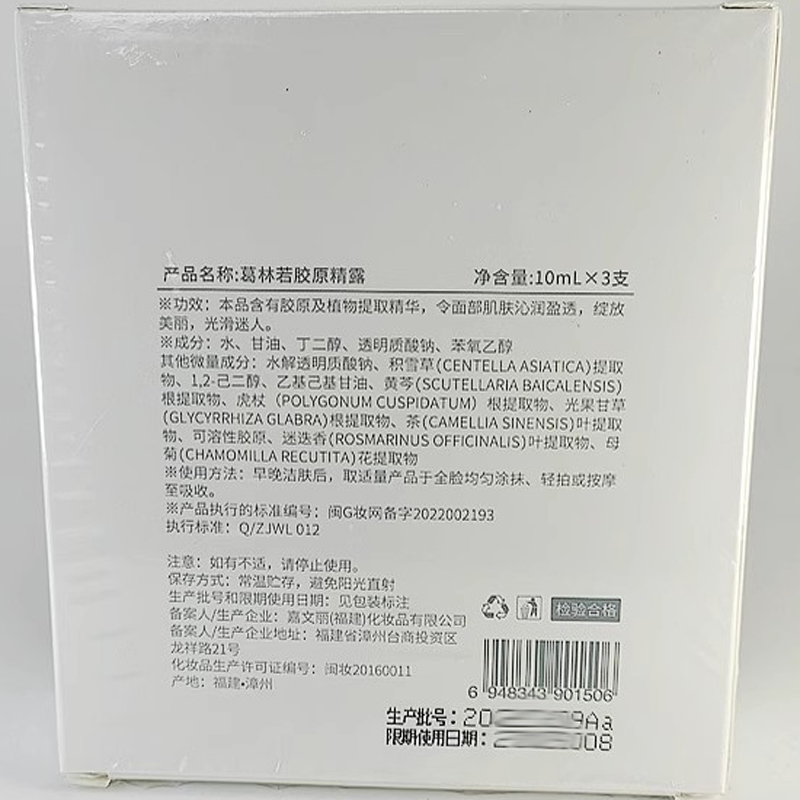 产品名称:葛林若胶原精露 净含量:10mL×3支
※功效：本品含有胶原及植物提取精华，令面部肌肤沁润盈透，绽放
美丽，光滑迷人。
※成分：水、甘油、丁二醇、透明质酸钠、苯氧乙醇
其他微量成分：水解透明质酸钠、积雪草(CENTELLA ASIATICA)提取
物、1,2-己二醇、乙基己基甘油、黄芩(SCUTELLARIA BAICALENSIS)
根提取物、虎杖（POLYGONUM CUSPIDATUM）根提取物、光果甘草
(GLYCYRRHIZA GLABRA)根提取物、茶(CAMELLIA SINENSIS)叶提取
物、可溶性胶原、迷迭香(ROSMARINUS OFFICINALIS)叶提取物、母
菊(CHAMOMILLA RECUTITA)花提取物
※使用方法：早晚洁肤后，取适量产品于全脸均匀涂抹、轻拍或按摩
至吸收。
※产品执行的标准编号：闽G妆网备字2022002193
执行标准：Q/ZJWL 012
注意：如有不适，请停止使用。
保存方式：常温贮存，避免阳光直射
生产批号和限期使用日期：见包装标注
备案人/生产企业：嘉文丽(福建)化妆品有限公司
备案人/生产企业地址：福建省漳州台商投资区
龙祥路21号
化妆品生产许可证编号：闽妆20160011
产地：福建•漳州
检验合格
6 948343 901506
生产批号：20 9Aa
限期使用日期：2 08